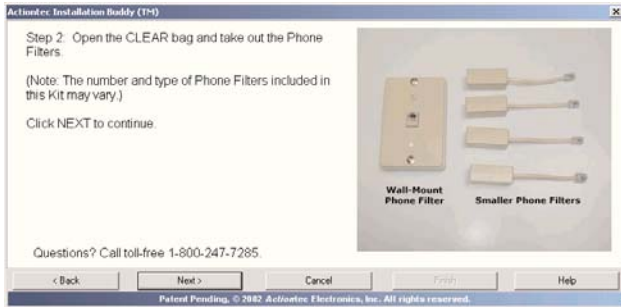 Actiontec Installation Buddy (TM)
Step 2: Open the CLEAR bag and take out the Phone
Filters.
(Note: The number and type of Phone Filters included in
this Kit may vary.)
Click NEXT to continue.
Wall-Mount
Phone Filter
Smaller Phone Filters
Questions? Call toll-free 1-800-247-7285.
< Back
Next >
Cancel
Finish
Help
Patent Pending, © 2002 Actiontec Electronics, Inc. All rights reserved.